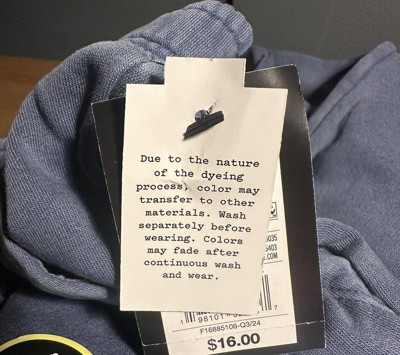 Due to the nature
of the dyeing
process, color may
transfer to other
materials. Wash
separately before
wearing. Colors
may fade after
continuous wash
and wear.
F16885106-Q3/24
$16.00